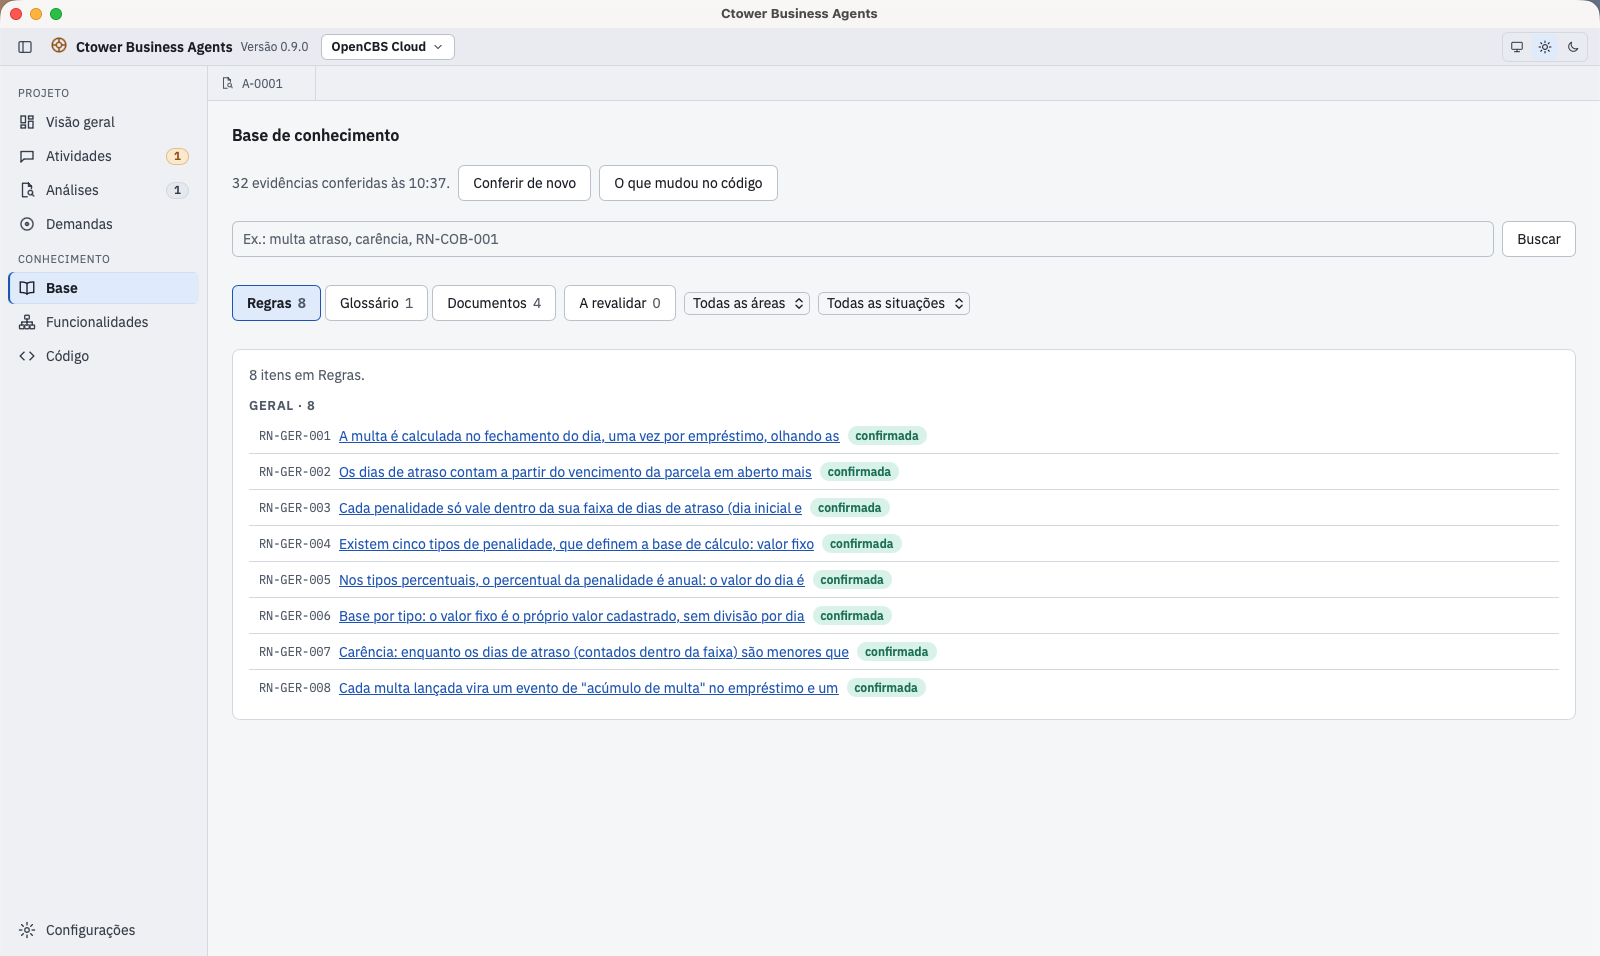 Ctower Business Agents
Ctower Business Agents Versão 0.9.0 OpenCBS Cloud
PROJETO
Visão geral
Atividades 1
Análises 1
Demandas
CONHECIMENTO
Base
Funcionalidades
Código
Configurações
A-0001
Base de conhecimento
32 evidências conferidas às 10:37. Conferir de novo O que mudou no código
Ex.: multa atraso, carência, RN-COB-001 Buscar
Regras 8 Glossário 1 Documentos 4 A revalidar 0 Todas as áreas Todas as situações
8 itens em Regras.
GERAL · 8
RN-GER-001 A multa é calculada no fechamento do dia, uma vez por empréstimo, olhando as confirmada
RN-GER-002 Os dias de atraso contam a partir do vencimento da parcela em aberto mais confirmada
RN-GER-003 Cada penalidade só vale dentro da sua faixa de dias de atraso (dia inicial e confirmada
RN-GER-004 Existem cinco tipos de penalidade, que definem a base de cálculo: valor fixo confirmada
RN-GER-005 Nos tipos percentuais, o percentual da penalidade é anual: o valor do dia é confirmada
RN-GER-006 Base por tipo: o valor fixo é o próprio valor cadastrado, sem divisão por dia confirmada
RN-GER-007 Carência: enquanto os dias de atraso (contados dentro da faixa) são menores que confirmada
RN-GER-008 Cada multa lançada vira um evento de "acúmulo de multa" no empréstimo e um confirmada